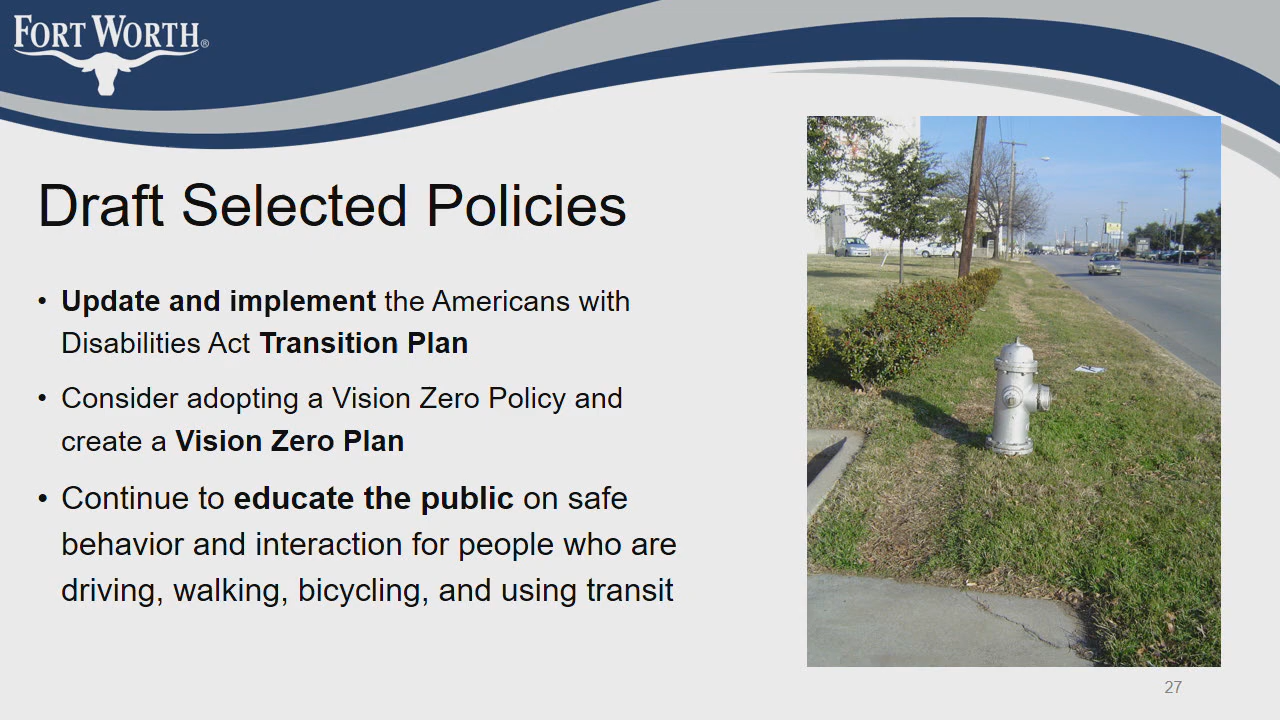 FORT WORTH®
Draft Selected Policies
• Update and implement the Americans with
Disabilities Act Transition Plan
• Consider adopting a Vision Zero Policy and
create a Vision Zero Plan
• Continue to educate the public on safe
behavior and interaction for people who are
driving, walking, bicycling, and using transit
27